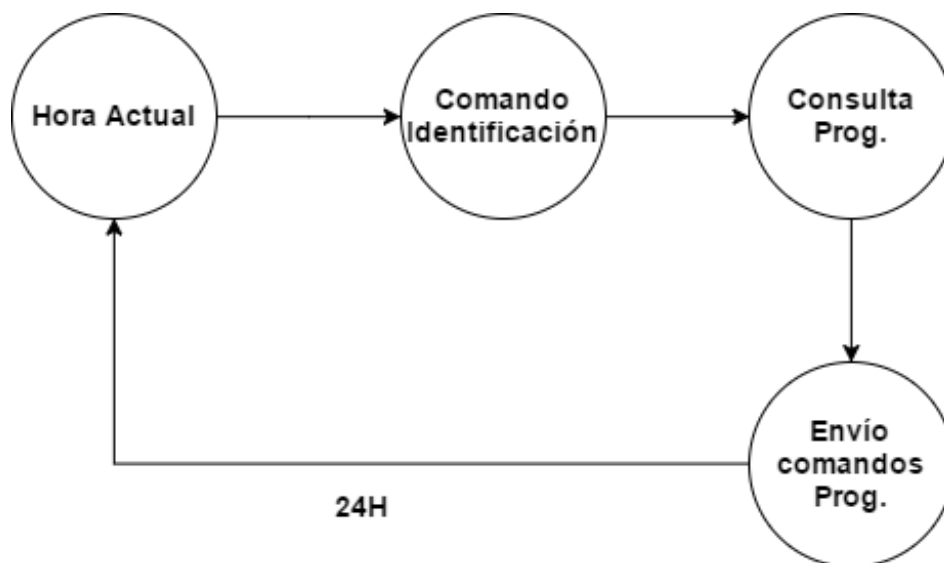 Hora Actual
Comando
Identificación
Consulta
Prog.
Envío
comandos
Prog.
24H